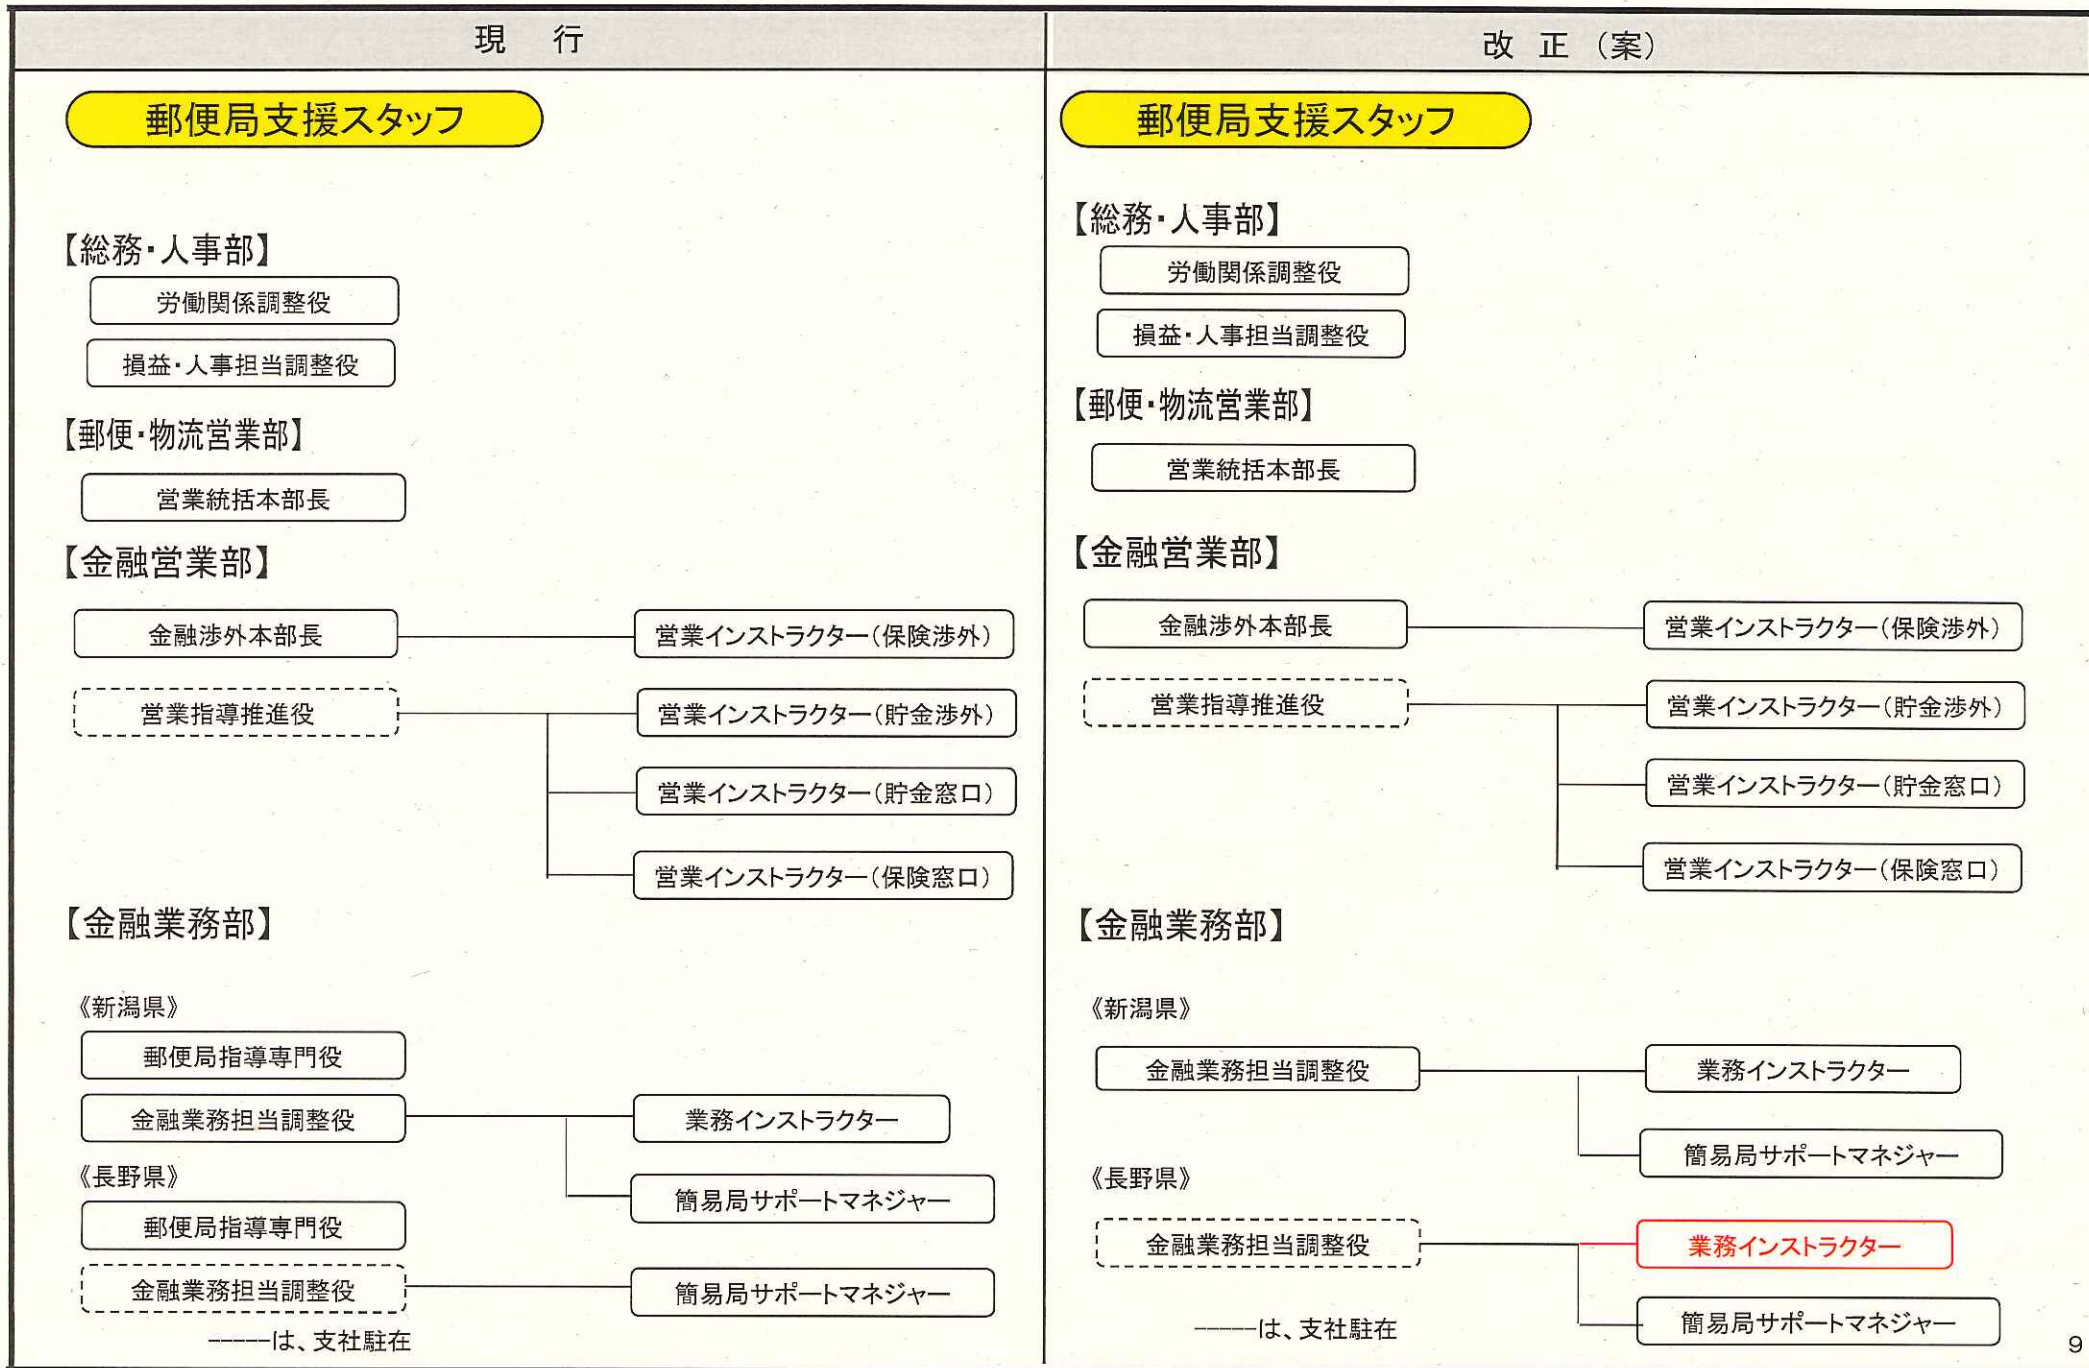 現　行
郵便局支援スタッフ
【総務・人事部】
労働関係調整役
損益・人事担当調整役
【郵便・物流営業部】
営業統括本部長
【金融営業部】
金融渉外本部長
営業インストラクター(保険渉外)
営業指導推進役
営業インストラクター(貯金渉外)
営業インストラクター(貯金窓口)
営業インストラクター(保険窓口)
【金融業務部】
《新潟県》
郵便局指導専門役
金融業務担当調整役
業務インストラクター
簡易局サポートマネジャー
《長野県》
郵便局指導専門役
金融業務担当調整役
簡易局サポートマネジャー
-----は、支社駐在
改 正 (案)
郵便局支援スタッフ
【総務・人事部】
労働関係調整役
損益・人事担当調整役
【郵便・物流営業部】
営業統括本部長
【金融営業部】
金融渉外本部長
営業インストラクター(保険渉外)
営業指導推進役
営業インストラクター(貯金渉外)
営業インストラクター(貯金窓口)
営業インストラクター(保険窓口)
【金融業務部】
《新潟県》
金融業務担当調整役
業務インストラクター
簡易局サポートマネジャー
《長野県》
金融業務担当調整役
業務インストラクター
簡易局サポートマネジャー
-----は、支社駐在
9